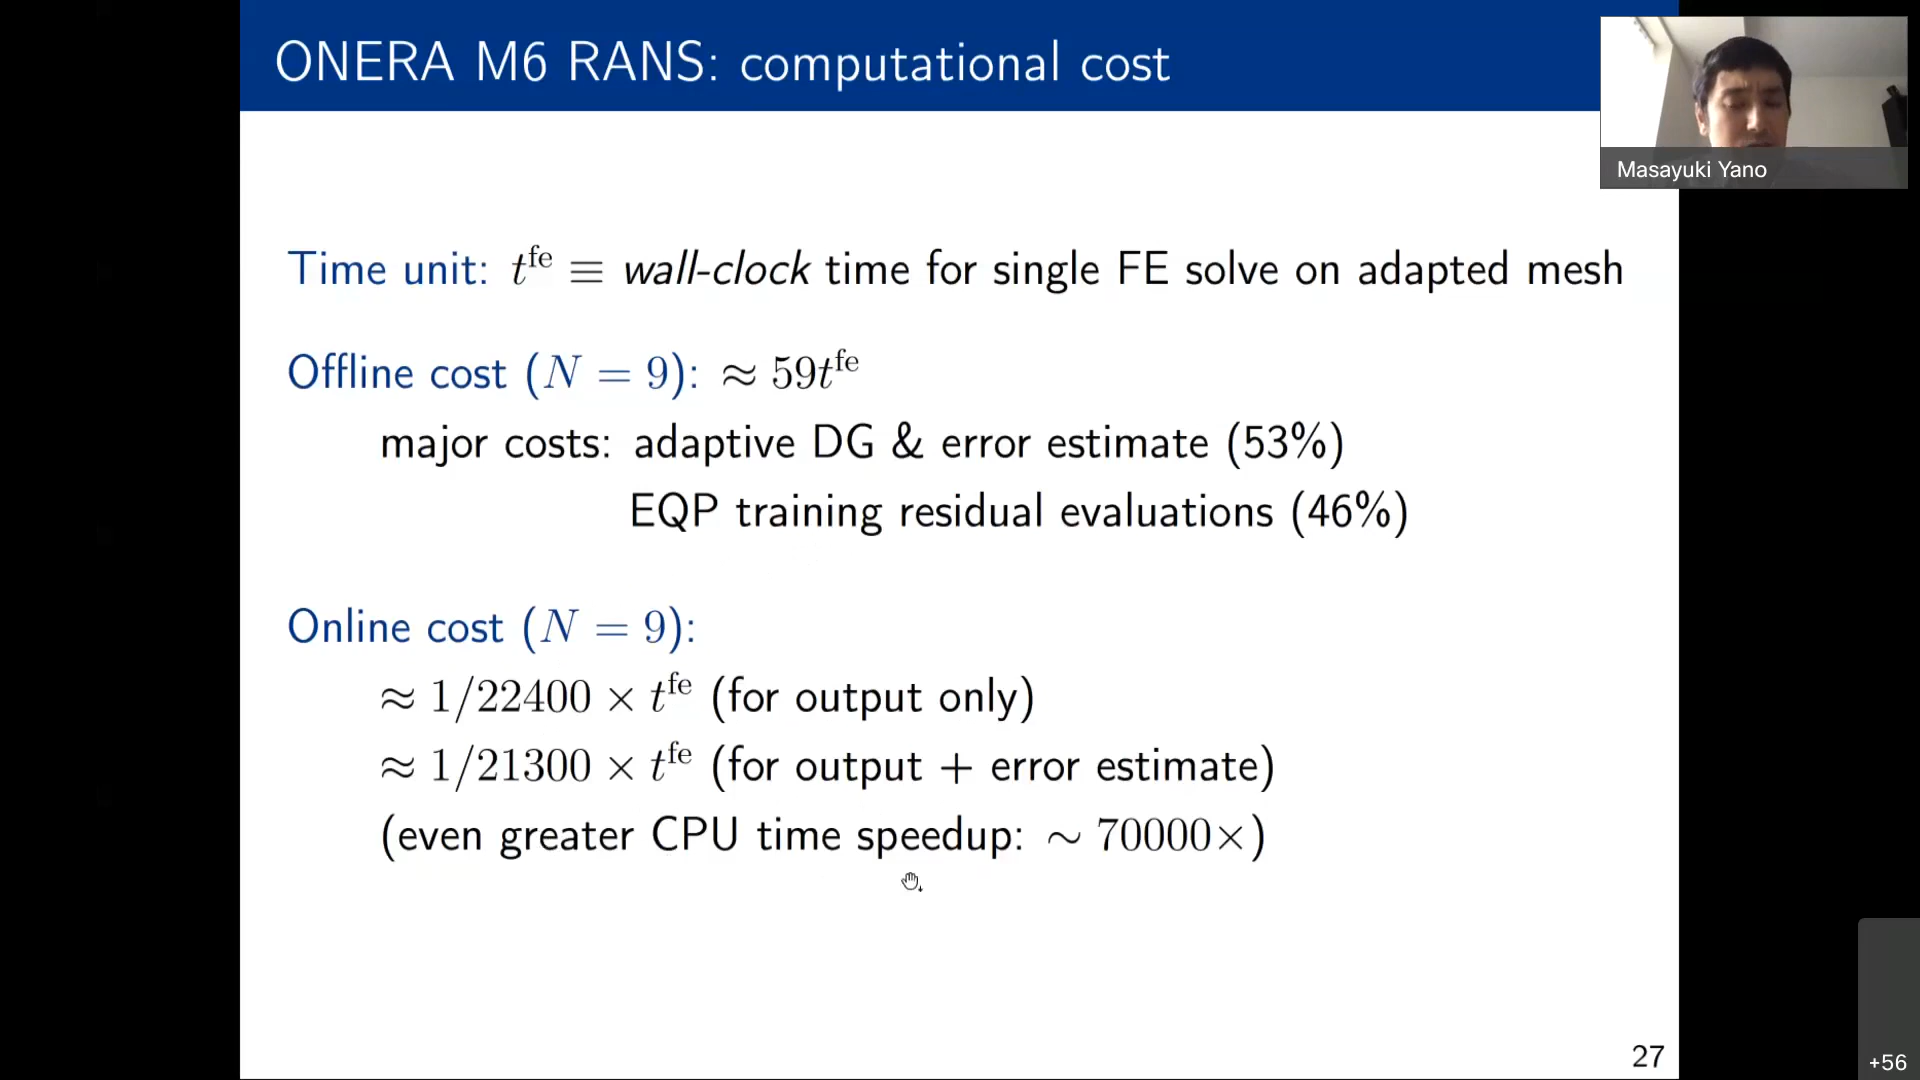 ONERA M6 RANS: computational cost
Masayuki Yano
Time unit: t^fe ≡ wall-clock time for single FE solve on adapted mesh
Offline cost (N = 9): ≈ 59t^fe
major costs: adaptive DG & error estimate (53%)
EQP training residual evaluations (46%)
Online cost (N = 9):
≈ 1/22400 × t^fe (for output only)
≈ 1/21300 × t^fe (for output + error estimate)
(even greater CPU time speedup: ∼ 70000×)
27
+56